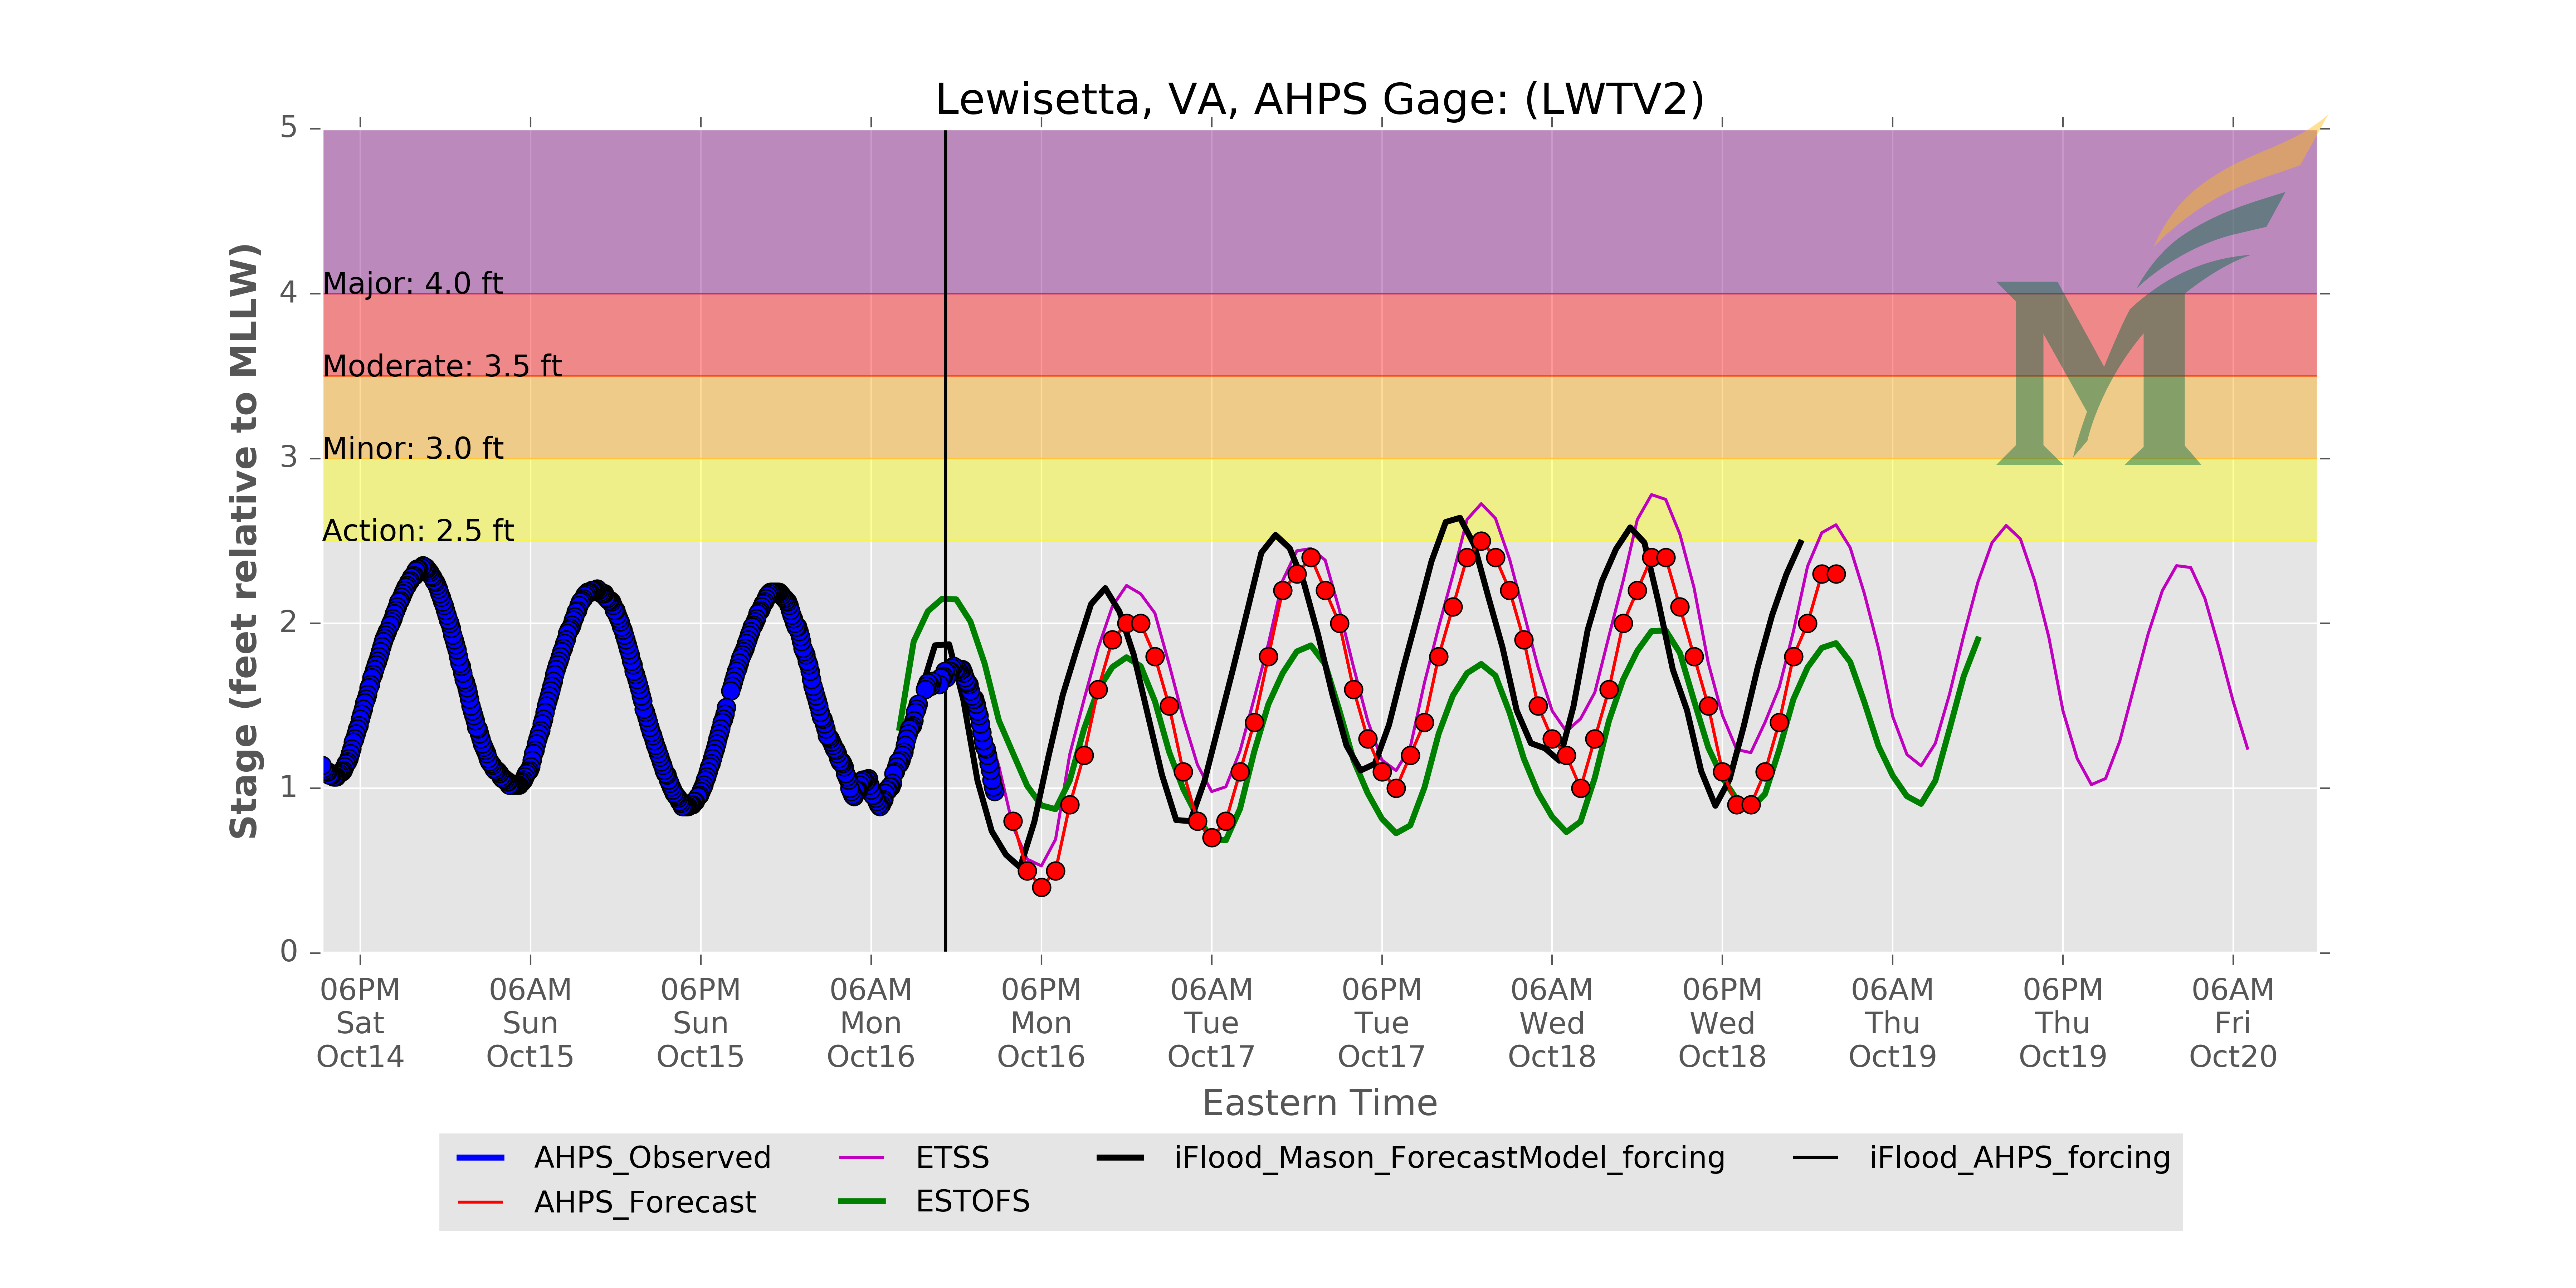 Lewisetta, VA, AHPS Gage: (LWTV2)
Stage (feet relative to MLLW)
5
4
3
2
1
0
Major: 4.0 ft
Moderate: 3.5 ft
Minor: 3.0 ft
Action: 2.5 ft
06PM 06AM 06PM 06AM 06PM 06AM 06PM 06AM 06PM 06AM 06PM 06AM
Sat Sun Sun Mon Mon Tue Tue Wed Wed Thu Thu Fri
Oct14 Oct15 Oct15 Oct16 Oct16 Oct17 Oct17 Oct18 Oct18 Oct19 Oct19 Oct20
Eastern Time
AHPS_Observed ETSS iFlood_Mason_ForecastModel_forcing iFlood_AHPS_forcing
AHPS_Forecast ESTOFS
M